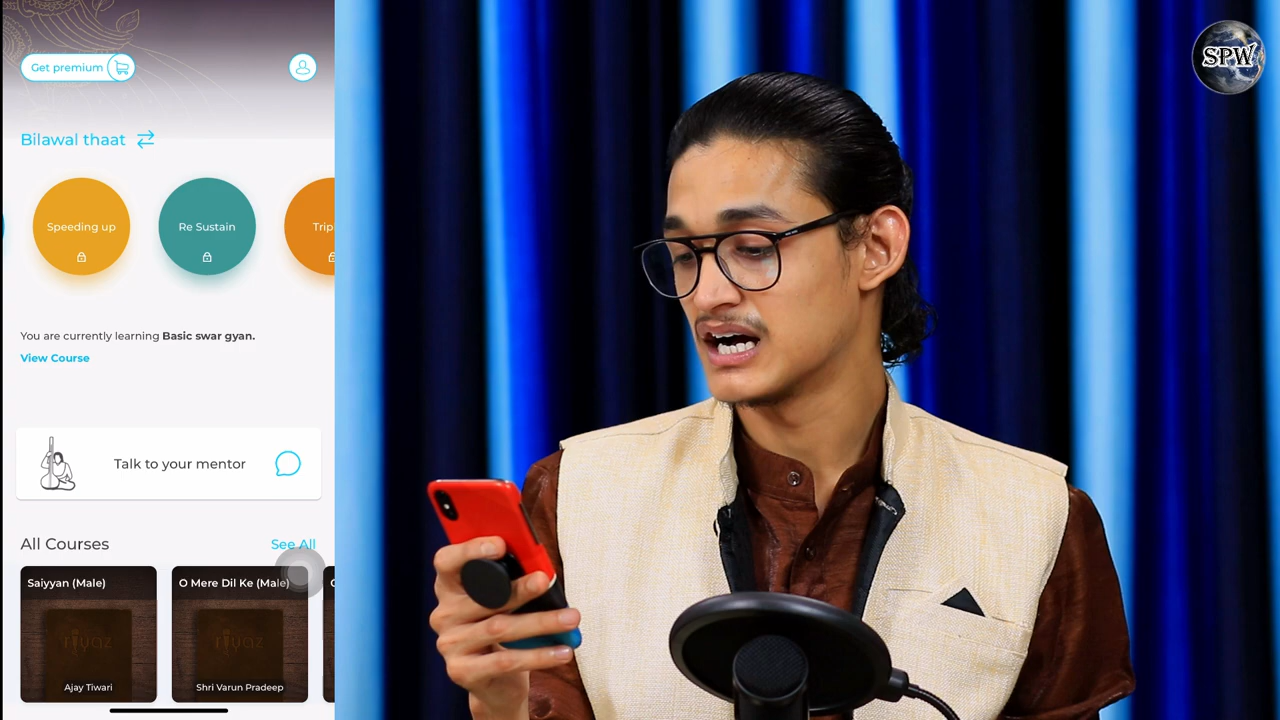 Get premium
Bilawal thaat
Speeding up
Re Sustain
Trip
You are currently learning Basic swar gyan.
View Course
Talk to your mentor
All Courses
See All
Saiyyan (Male)
O Mere Dil Ke (Male)
riyaz
riyaz
Ajay Tiwari
Shri Varun Pradeep
SPW